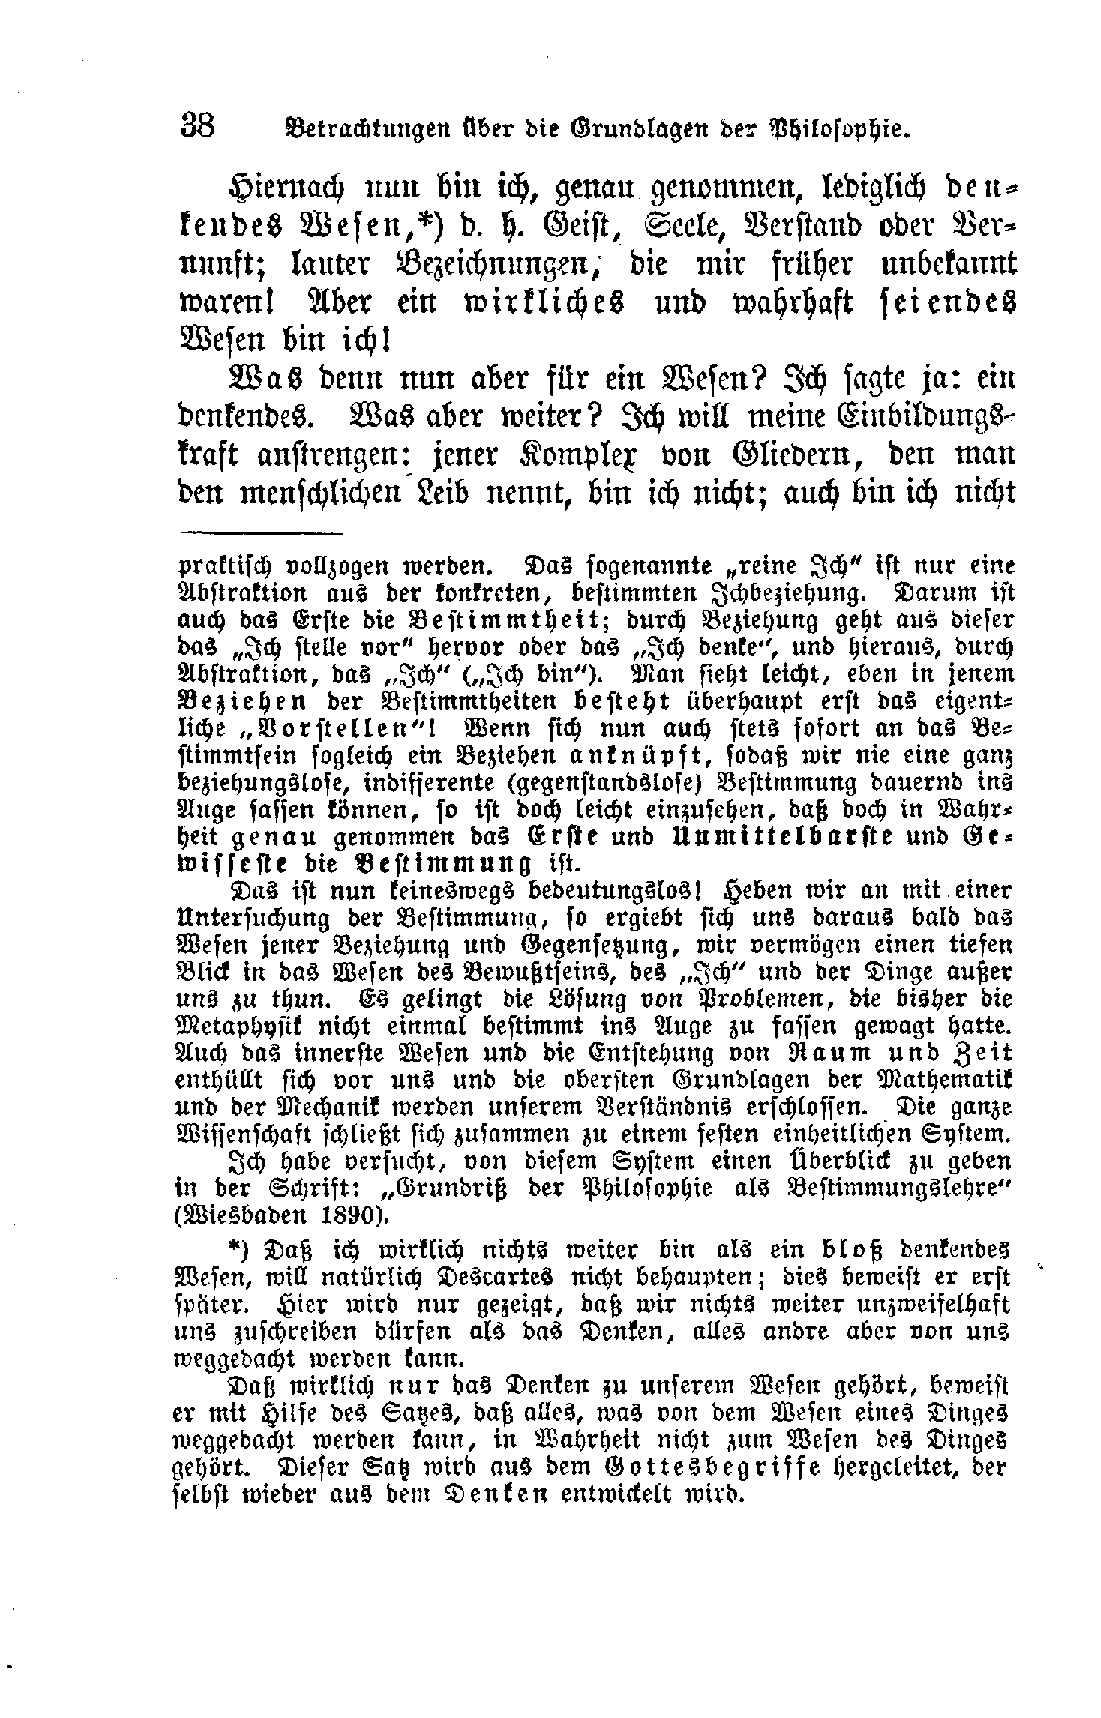 38 Betrachtungen über die Grundlagen der Philosophie.
Hiernach nun bin ich, genau genommen, lediglich den-
kendes Wesen,*) d. h. Geist, Seele, Verstand oder Ver-
nunft; lauter Bezeichnungen, die mir früher unbekannt
waren! Aber ein wirkliches und wahrhaft seiendes
Wesen bin ich!
Was denn nun aber für ein Wesen? Ich sagte ja: ein
denkendes. Was aber weiter? Ich will meine Einbildungs-
kraft anstrengen: jener Komplex von Gliedern, den man
den menschlichen Leib nennt, bin ich nicht; auch bin ich nicht
praktisch vollzogen werden. Das sogenannte „reine Ich" ist nur eine
Abstraktion aus der konkreten, bestimmten Ichbeziehung. Darum ist
auch das Erste die Bestimmtheit; durch Beziehung geht aus dieser
das „Ich stelle vor" hervor oder das „Ich denke", und hieraus, durch
Abstraktion, das „Ich" („Ich bin"). Man sieht leicht, eben in jenem
Beziehen der Bestimmtheiten besteht überhaupt erst das eigent-
liche „Vorstellen"! Wenn sich nun auch stets sofort an das Be-
stimmtsein sogleich ein Beziehen anknüpft, sodaß wir nie eine ganz
beziehungslose, indifferente (gegenstandslose) Bestimmung dauernd ins
Auge fassen können, so ist doch leicht einzusehen, daß doch in Wahr-
heit genau genommen das Erste und Unmittelbarste und Ge-
wisseste die Bestimmung ist.
Das ist nun keineswegs bedeutungslos! Heben wir an mit einer
Untersuchung der Bestimmung, so ergiebt sich uns daraus bald das
Wesen jener Beziehung und Gegensetzung, wir vermögen einen tiefen
Blick in das Wesen des Bewußtseins, des „Ich" und der Dinge außer
uns zu thun. Es gelingt die Lösung von Problemen, die bisher die
Metaphysik nicht einmal bestimmt ins Auge zu fassen gewagt hatte.
Auch das innerste Wesen und die Entstehung von Raum und Zeit
enthüllt sich vor uns und die obersten Grundlagen der Mathematik
und der Mechanik werden unserem Verständnis erschlossen. Die ganze
Wissenschaft schließt sich zusammen zu einem festen einheitlichen System.
Ich habe versucht, von diesem System einen Überblick zu geben
in der Schrift: „Grundriß der Philosophie als Bestimmungslehre"
(Wiesbaden 1890).
*) Daß ich wirklich nichts weiter bin als ein bloß denkendes
Wesen, will natürlich Descartes nicht behaupten; dies beweist er erst
später. Hier wird nur gezeigt, daß wir nichts weiter unzweifelhaft
uns zuschreiben dürfen als das Denken, alles andre aber von uns
weggedacht werden kann.
Daß wirklich nur das Denken zu unserem Wesen gehört, beweist
er mit Hilfe des Satzes, daß alles, was von dem Wesen eines Dinges
weggedacht werden kann, in Wahrheit nicht zum Wesen des Dinges
gehört. Dieser Satz wird aus dem Gottesbegriffe hergeleitet, der
selbst wieder aus dem Denken entwickelt wird.